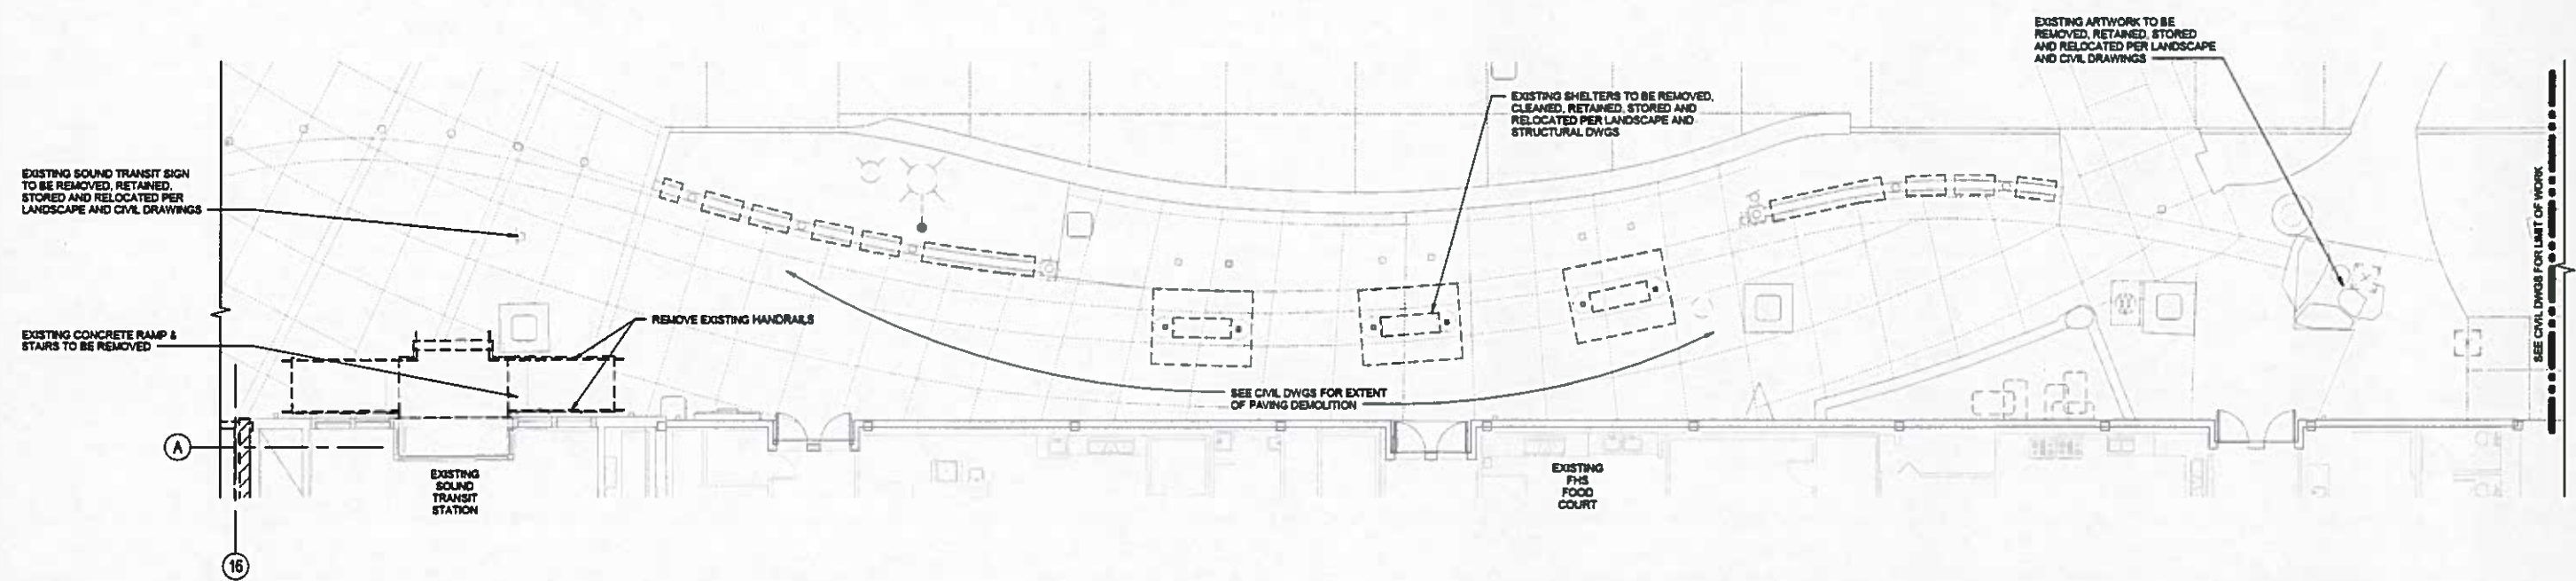 EXISTING ARTWORK TO BE
REMOVED, RETAINED, STORED
AND RELOCATED PER LANDSCAPE
AND CIVIL DRAWINGS
EXISTING SHELTERS TO BE REMOVED,
CLEANED, RETAINED, STORED AND
RELOCATED PER LANDSCAPE AND
STRUCTURAL DWGS
EXISTING SOUND TRANSIT SIGN
TO BE REMOVED, RETAINED,
STORED AND RELOCATED PER
LANDSCAPE AND CIVIL DRAWINGS
SEE CIVIL DWGS FOR LIMIT OF WORK
REMOVE EXISTING HANDRAILS
EXISTING CONCRETE RAMP &
STAIRS TO BE REMOVED
SEE CIVIL DWGS FOR EXTENT
OF PAVING DEMOLITION
A
EXISTING
SOUND
TRANSIT
STATION
EXISTING
FHS
FOOD
COURT
16